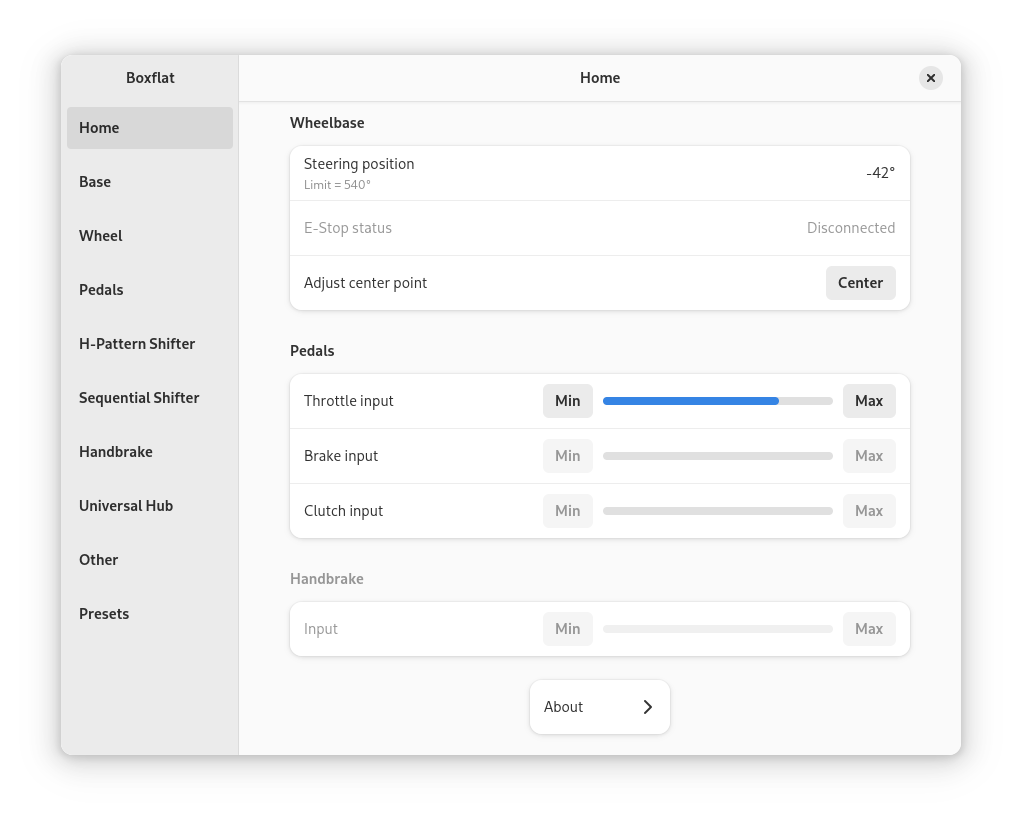 Boxflat
Home
Base
Wheel
Pedals
H-Pattern Shifter
Sequential Shifter
Handbrake
Universal Hub
Other
Presets
Home
Wheelbase
Steering position
Limit = 540°
-42°
E-Stop status
Disconnected
Adjust center point
Center
Pedals
Throttle input
Min
Max
Brake input
Min
Max
Clutch input
Min
Max
Handbrake
Input
Min
Max
About